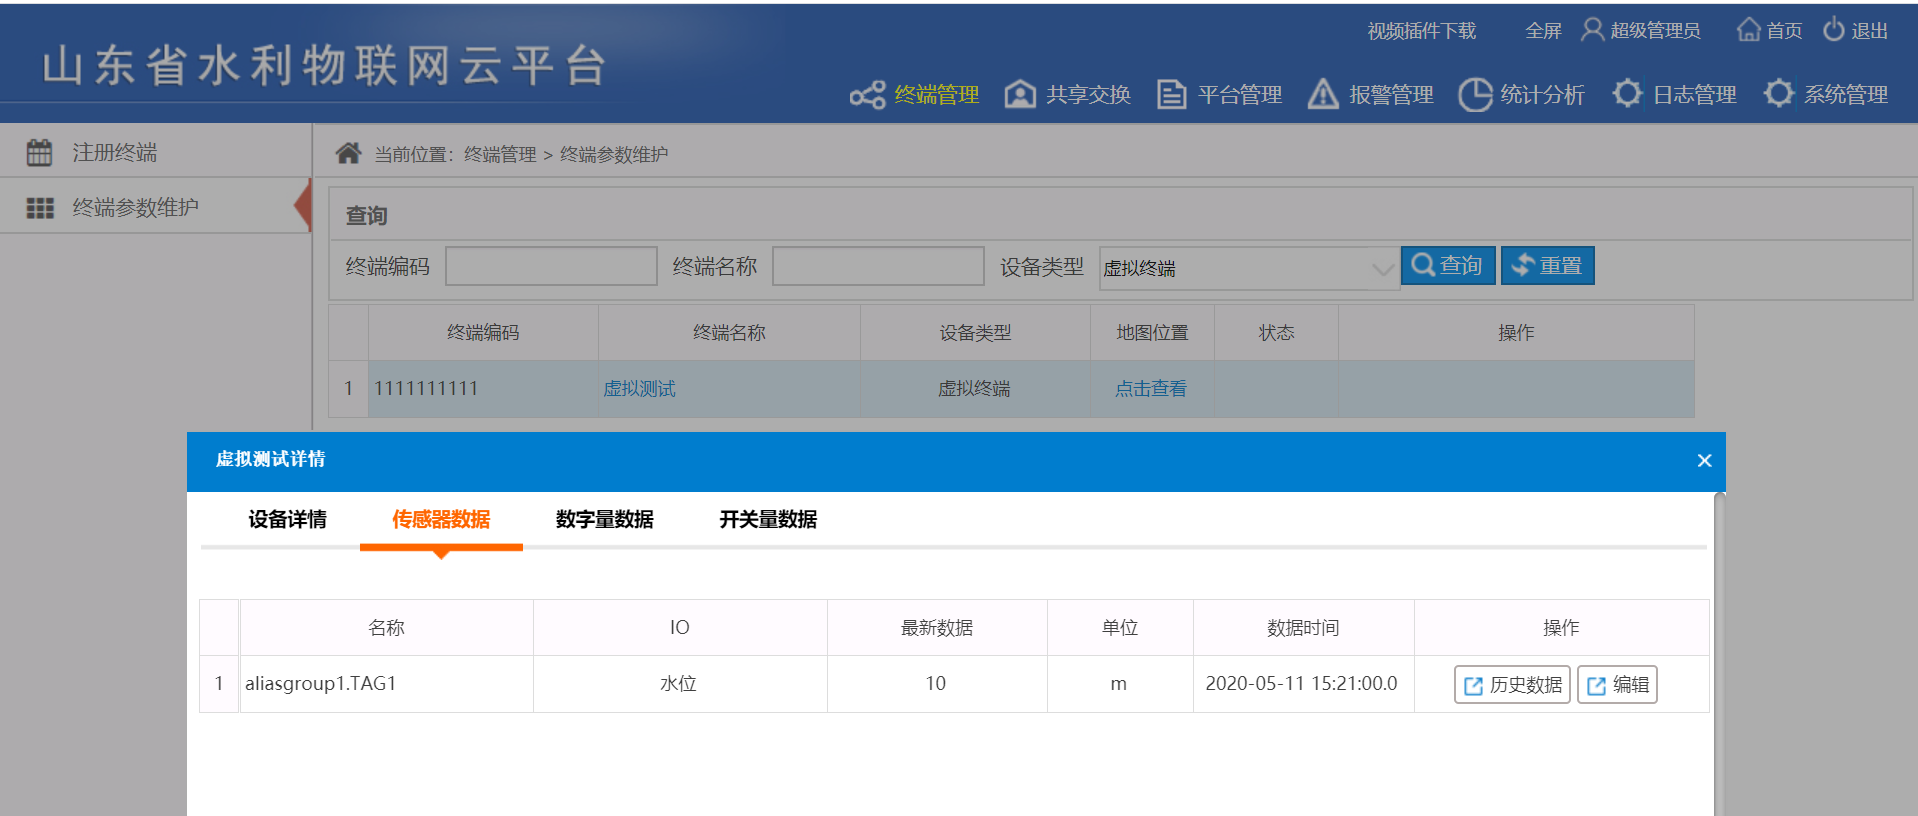 视频插件下载 全屏 超级管理员 首页 退出
山东省水利物联网云平台
终端管理 共享交换 平台管理 报警管理 统计分析 日志管理 系统管理
注册终端
当前位置：终端管理 > 终端参数维护
终端参数维护
查询
终端编码 终端名称 设备类型 虚拟终端 查询 重置
终端编码 终端名称 设备类型 地图位置 状态 操作
1 1111111111 虚拟测试 虚拟终端 点击查看
虚拟测试详情 ×
设备详情 传感器数据 数字量数据 开关量数据
名称 IO 最新数据 单位 数据时间 操作
1 aliasgroup1.TAG1 水位 10 m 2020-05-11 15:21:00.0 历史数据 编辑